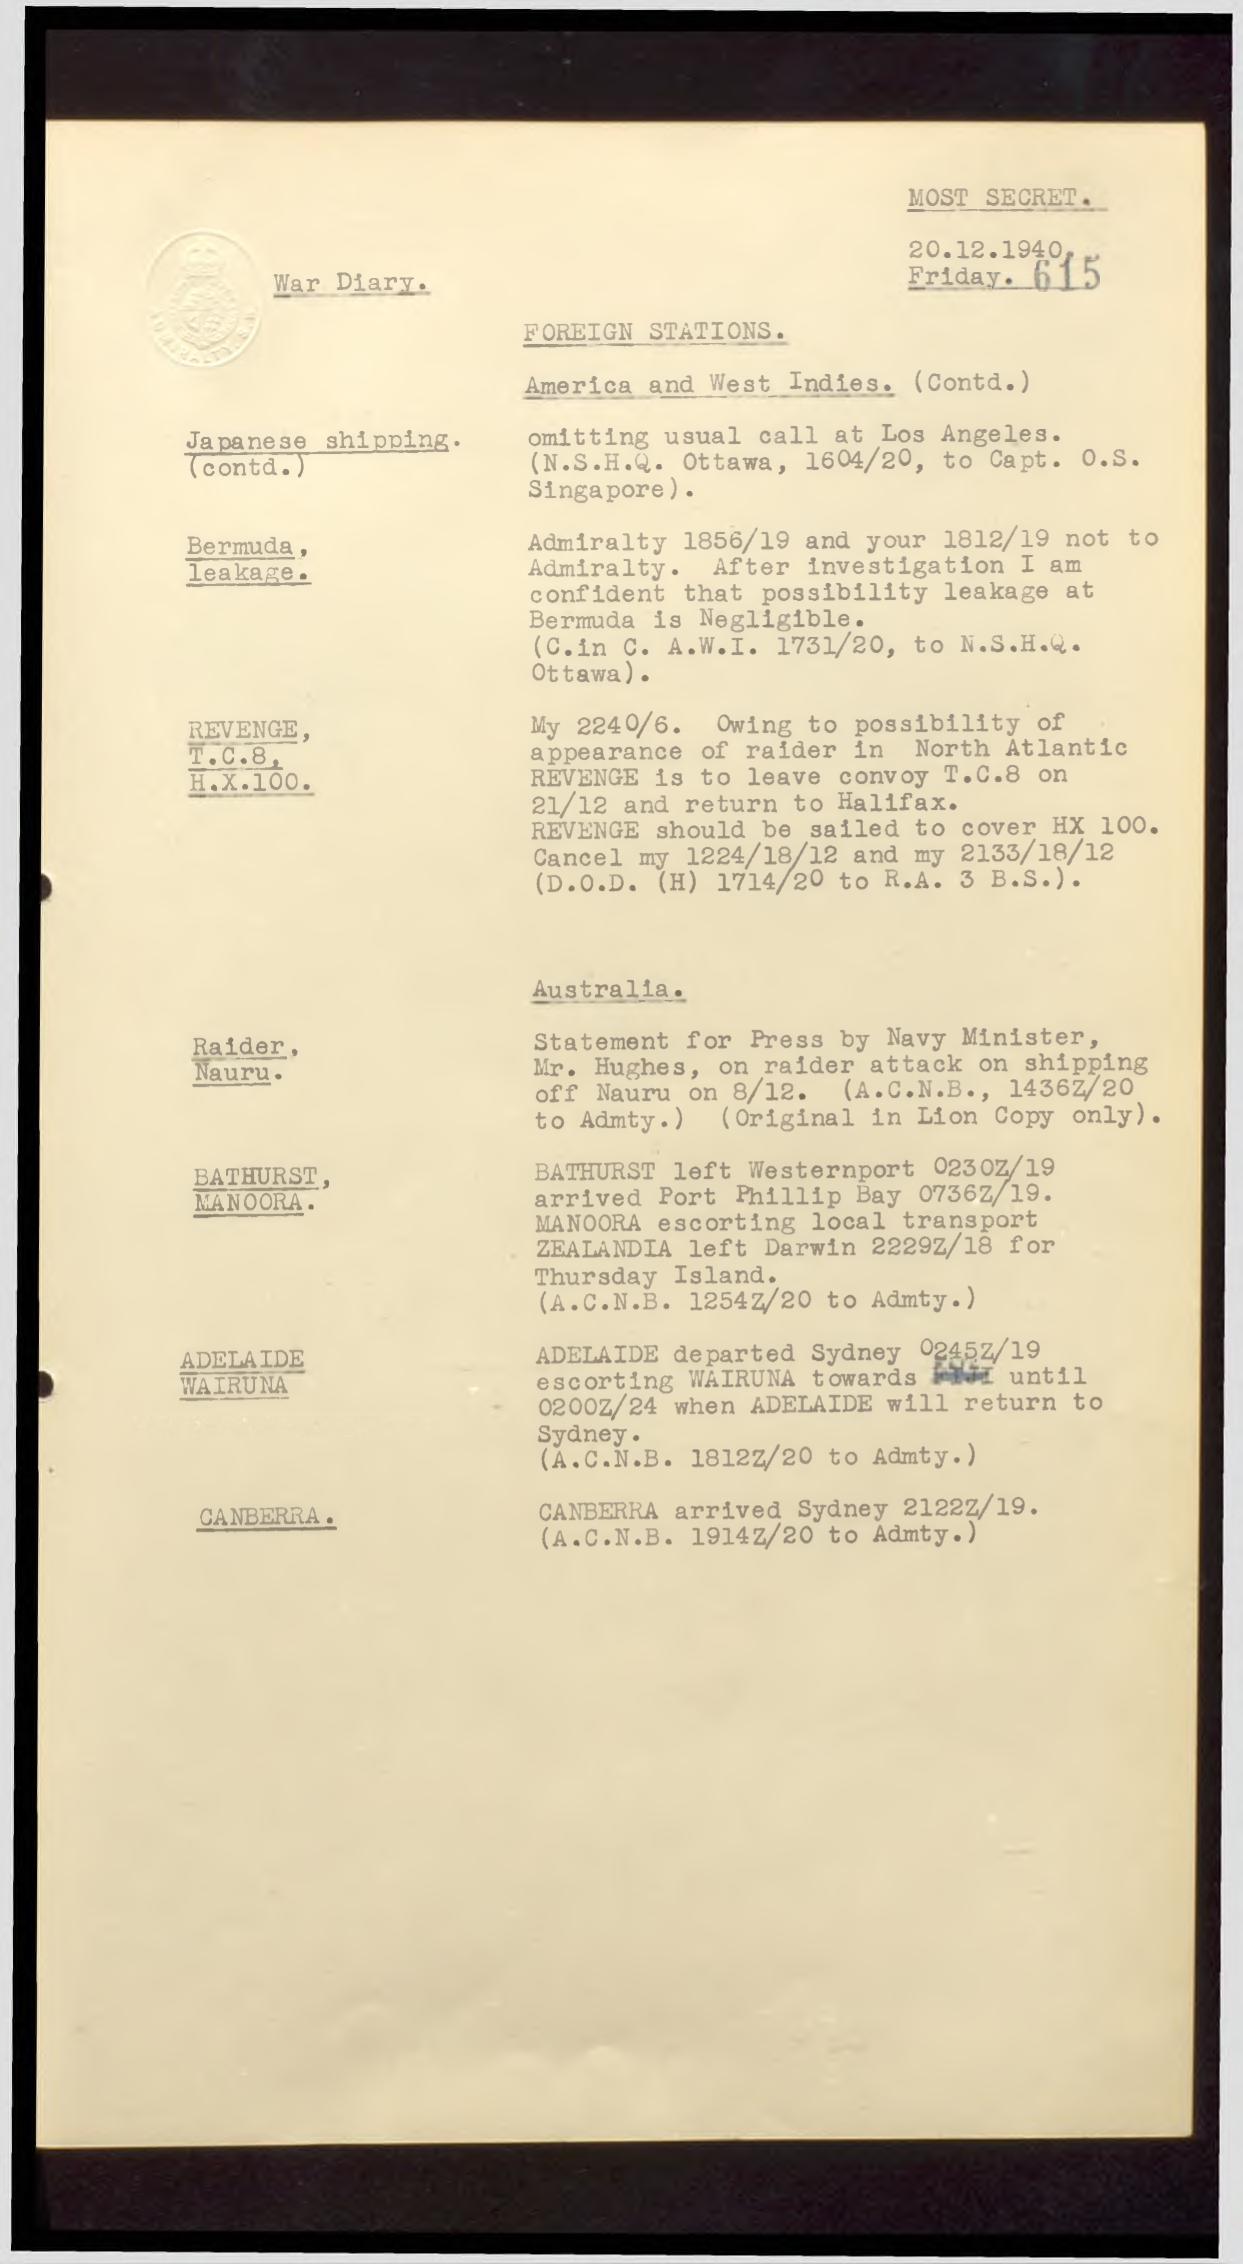 MOST SECRET.
20.12.1940.
Friday. 615
War Diary.
FOREIGN STATIONS.
America and West Indies. (Contd.)
Japanese shipping.
(contd.)
omitting usual call at Los Angeles.
(N.S.H.Q. Ottawa, 1604/20, to Capt. O.S.
Singapore).
Bermuda,
leakage.
Admiralty 1856/19 and your 1812/19 not to
Admiralty. After investigation I am
confident that possibility leakage at
Bermuda is Negligible.
(C.in C. A.W.I. 1731/20, to N.S.H.Q.
Ottawa).
REVENGE,
T.C.8,
H.X.100.
My 2240/6. Owing to possibility of
appearance of raider in North Atlantic
REVENGE is to leave convoy T.C.8 on
21/12 and return to Halifax.
REVENGE should be sailed to cover HX 100.
Cancel my 1224/18/12 and my 2133/18/12
(D.O.D. (H) 1714/20 to R.A. 3 B.S.).
Australia.
Raider,
Nauru.
Statement for Press by Navy Minister,
Mr. Hughes, on raider attack on shipping
off Nauru on 8/12. (A.C.N.B., 1436Z/20
to Admty.) (Original in Lion Copy only).
BATHURST,
MANOORA.
BATHURST left Westernport 0230Z/19
arrived Port Phillip Bay 0736Z/19.
MANOORA escorting local transport
ZEALANDIA left Darwin 2229Z/18 for
Thursday Island.
(A.C.N.B. 1254Z/20 to Admty.)
ADELAIDE
WAIRUNA
ADELAIDE departed Sydney 0245Z/19
escorting WAIRUNA towards until
0200Z/24 when ADELAIDE will return to
Sydney.
(A.C.N.B. 1812Z/20 to Admty.)
CANBERRA.
CANBERRA arrived Sydney 2122Z/19.
(A.C.N.B. 1914Z/20 to Admty.)